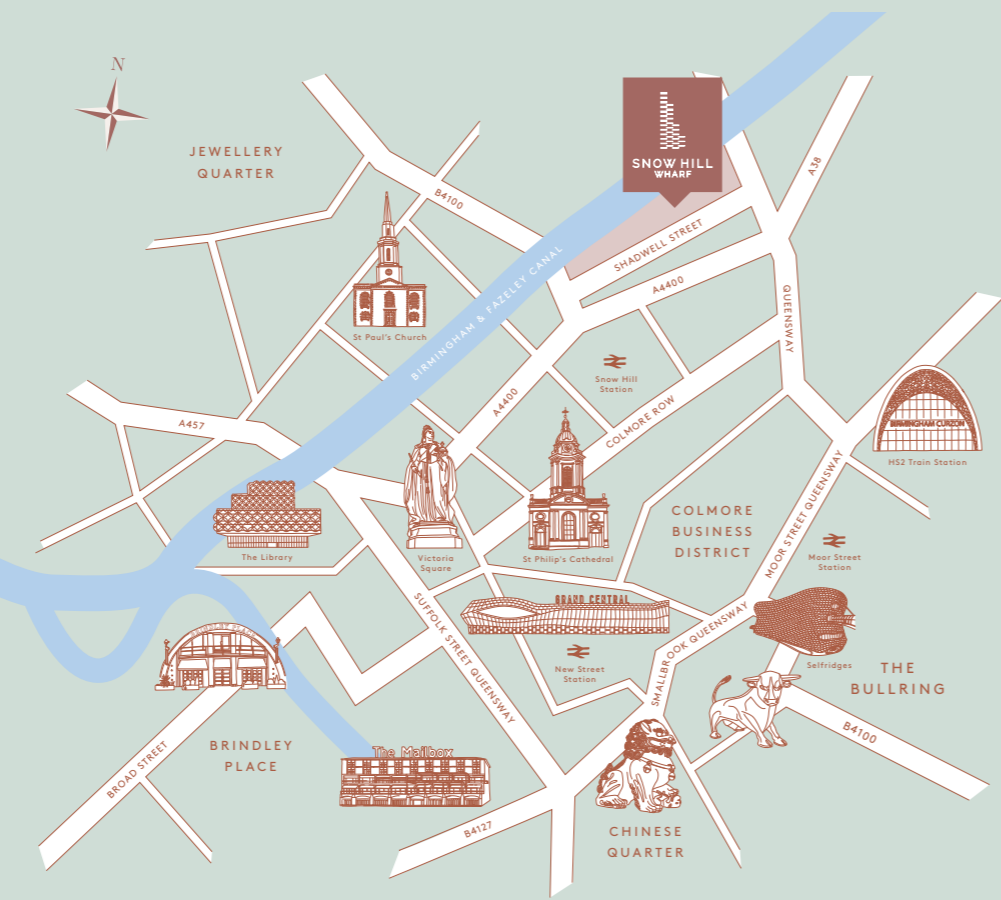 N
JEWELLERY
QUARTER
SNOW HILL
WHARF
A38
B4100
SHADWELL STREET
BIRMINGHAM & FAZELEY CANAL
A4400
QUEENSWAY
St Paul's Church
Snow Hill
Station
A4400
COLMORE ROW
A457
BIRMINGHAM CURZON
HS2 Train Station
MOOR STREET QUEENSWAY
COLMORE
BUSINESS
DISTRICT
The Library
Victoria
Square
St Philip's Cathedral
Moor Street
Station
GRAND CENTRAL
SUFFOLK STREET QUEENSWAY
SMALLBROOK QUEENSWAY
BRINDLEY PLACE
New Street
Station
Selfridges
THE
BULLRING
B4100
BROAD STREET
BRINDLEY
PLACE
The Mailbox
B4127
CHINESE
QUARTER